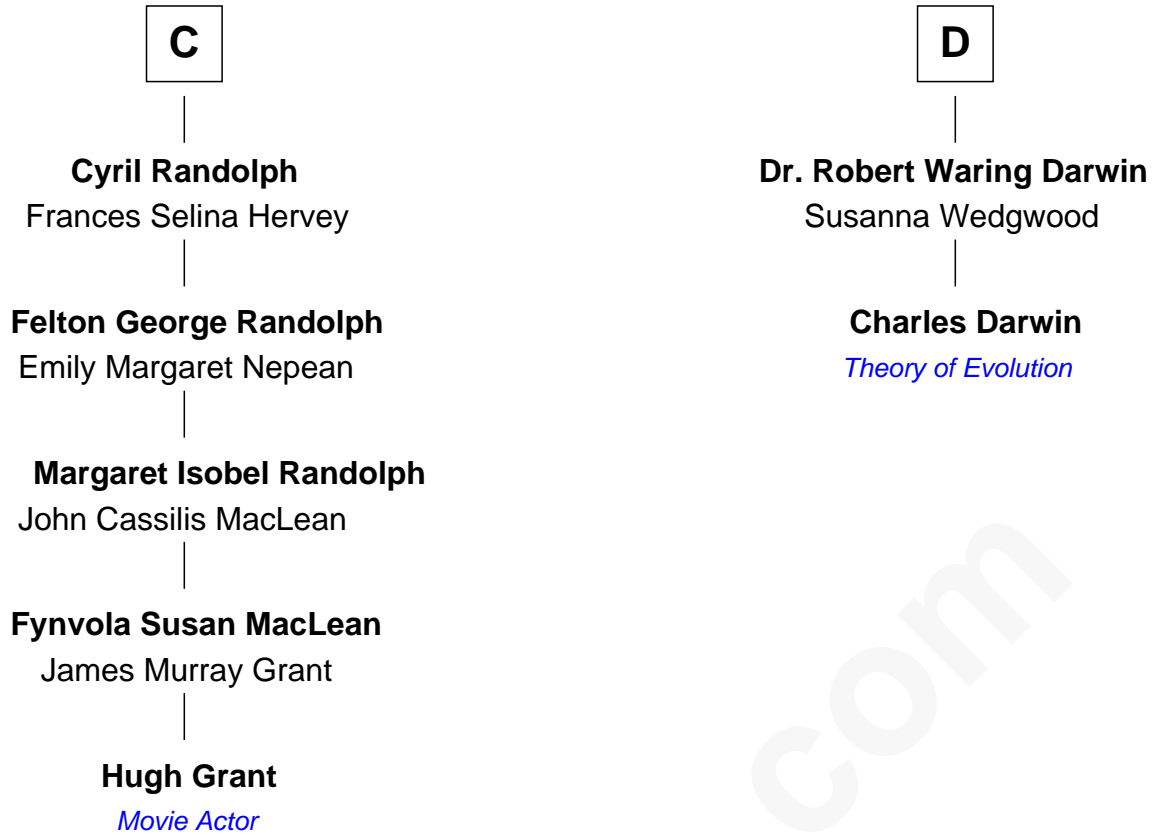 C
Cyril Randolph
Frances Selina Hervey
Felton George Randolph
Emily Margaret Nepean
Margaret Isobel Randolph
John Cassilis MacLean
Fynvola Susan MacLean
James Murray Grant
Hugh Grant
Movie Actor
D
Dr. Robert Waring Darwin
Susanna Wedgwood
Charles Darwin
Theory of Evolution
com